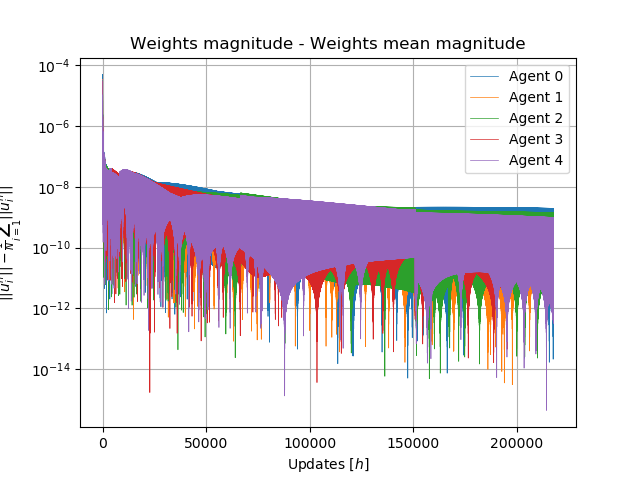 Weights magnitude - Weights mean magnitude
10⁻⁴
10⁻⁶
10⁻⁸
10⁻¹⁰
10⁻¹²
10⁻¹⁴
Agent 0
Agent 1
Agent 2
Agent 3
Agent 4
0 50000 100000 150000 200000
Updates [h]